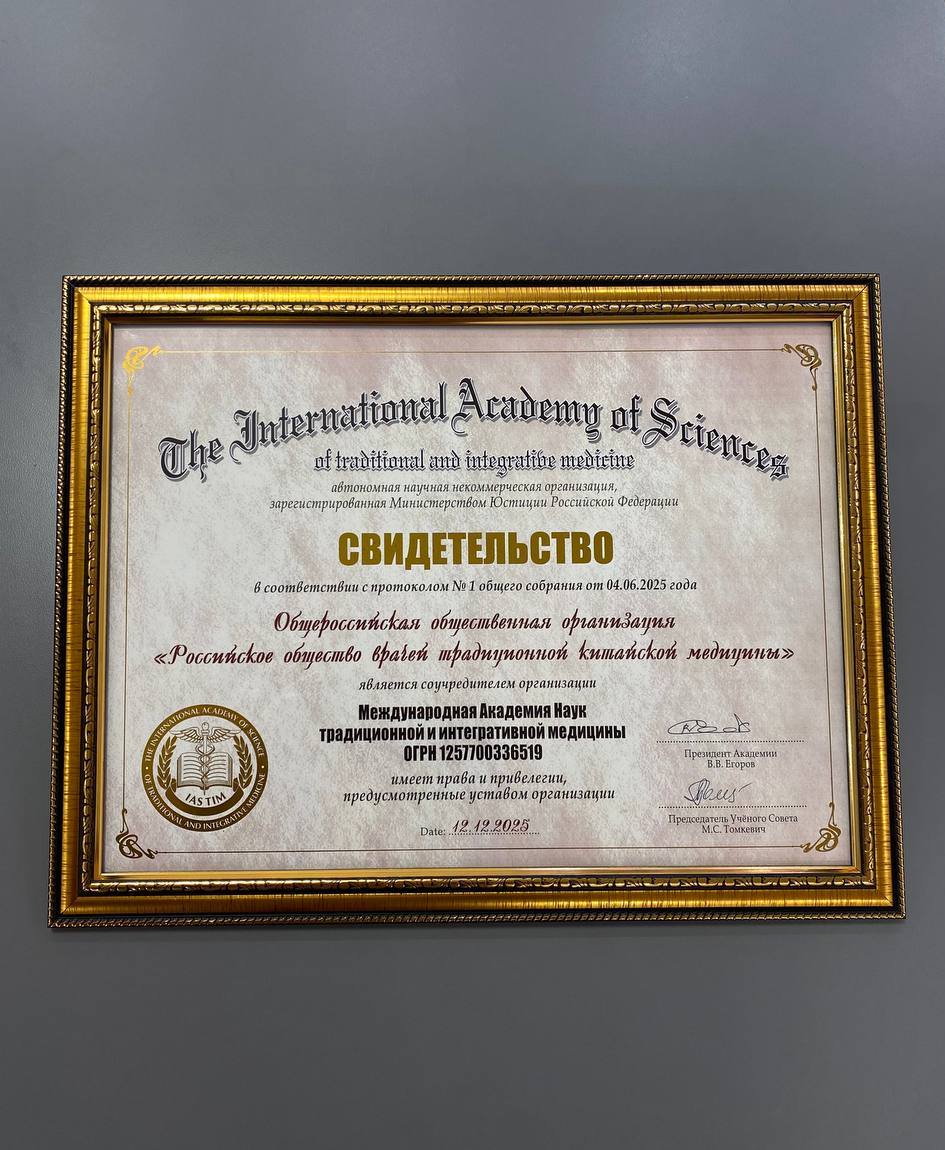 The International Academy of Sciences
of traditional and integrative medicine
автономная научная некоммерческая организация,
зарегистрированная Министерством Юстиции Российской Федерации
СВИДЕТЕЛЬСТВО
в соответствии с протоколом № 1 общего собрания от 04.06.2025 года
Общероссийская общественная организация
«Российское общество врачей традиционной китайской медицины»
является соучредителем организации
Международная Академия Наук
традиционной и интегративной медицины
ОГРН 1257700336519
имеет права и привелегии,
предусмотренные уставом организации
Date: 12.12.2025
Президент Академии
В.В. Егоров
Председатель Учёного Совета
М.С. Томкевич
THE INTERNATIONAL ACADEMY OF SCIENCE
OF TRADITIONAL AND INTEGRATIVE MEDICINE
IAS TIM